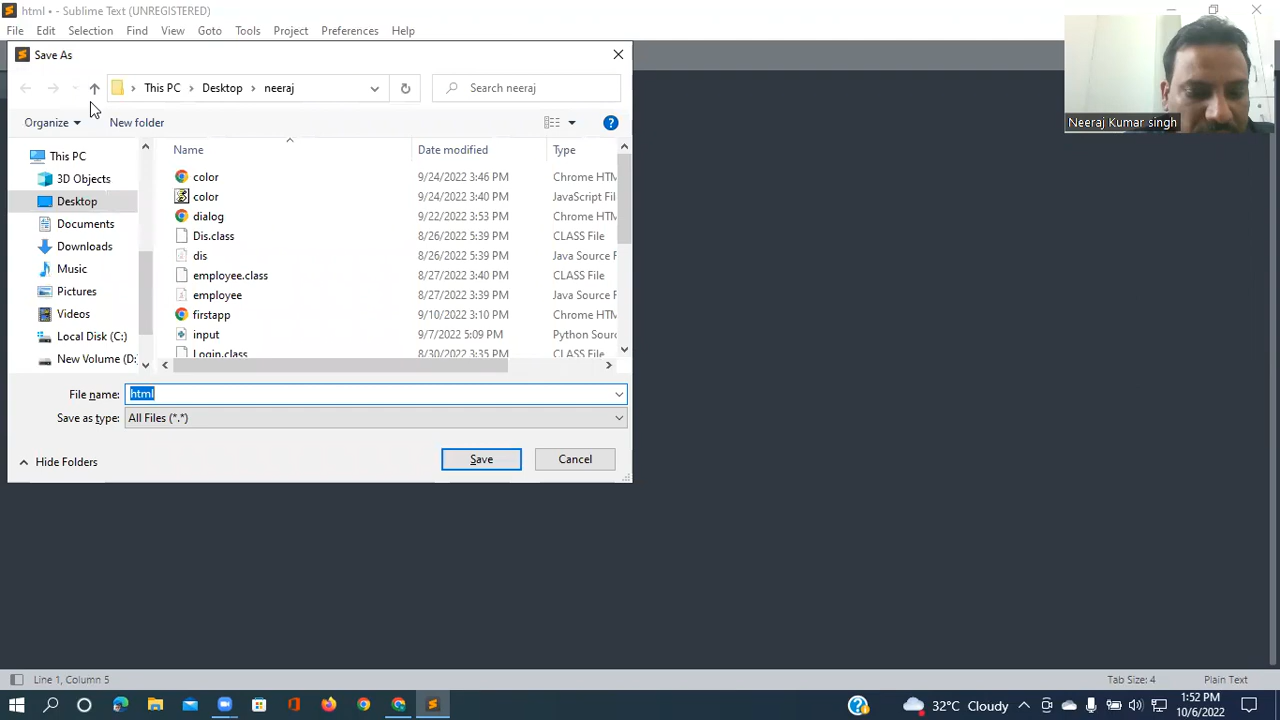 html • - Sublime Text (UNREGISTERED)
File Edit Selection Find View Goto Tools Project Preferences Help
Save As
This PC > Desktop > neeraj
Search neeraj
Organize
New folder
Name Date modified Type
This PC
3D Objects
Desktop
Documents
Downloads
Music
Pictures
Videos
Local Disk (C:)
New Volume (D:
color 9/24/2022 3:46 PM Chrome HTM
color 9/24/2022 3:40 PM JavaScript Fil
dialog 9/22/2022 3:53 PM Chrome HTM
Dis.class 8/26/2022 5:39 PM CLASS File
dis 8/26/2022 5:39 PM Java Source F
employee.class 8/27/2022 3:40 PM CLASS File
employee 8/27/2022 3:39 PM Java Source F
firstapp 9/10/2022 3:10 PM Chrome HTM
input 9/7/2022 5:09 PM Python Sourc
Login.class 8/30/2022 3:35 PM CLASS File
File name: html
Save as type: All Files (*.*)
Hide Folders
Save
Cancel
Neeraj Kumar singh
Line 1, Column 5
Tab Size: 4
Plain Text
32°C Cloudy
1:52 PM
10/6/2022